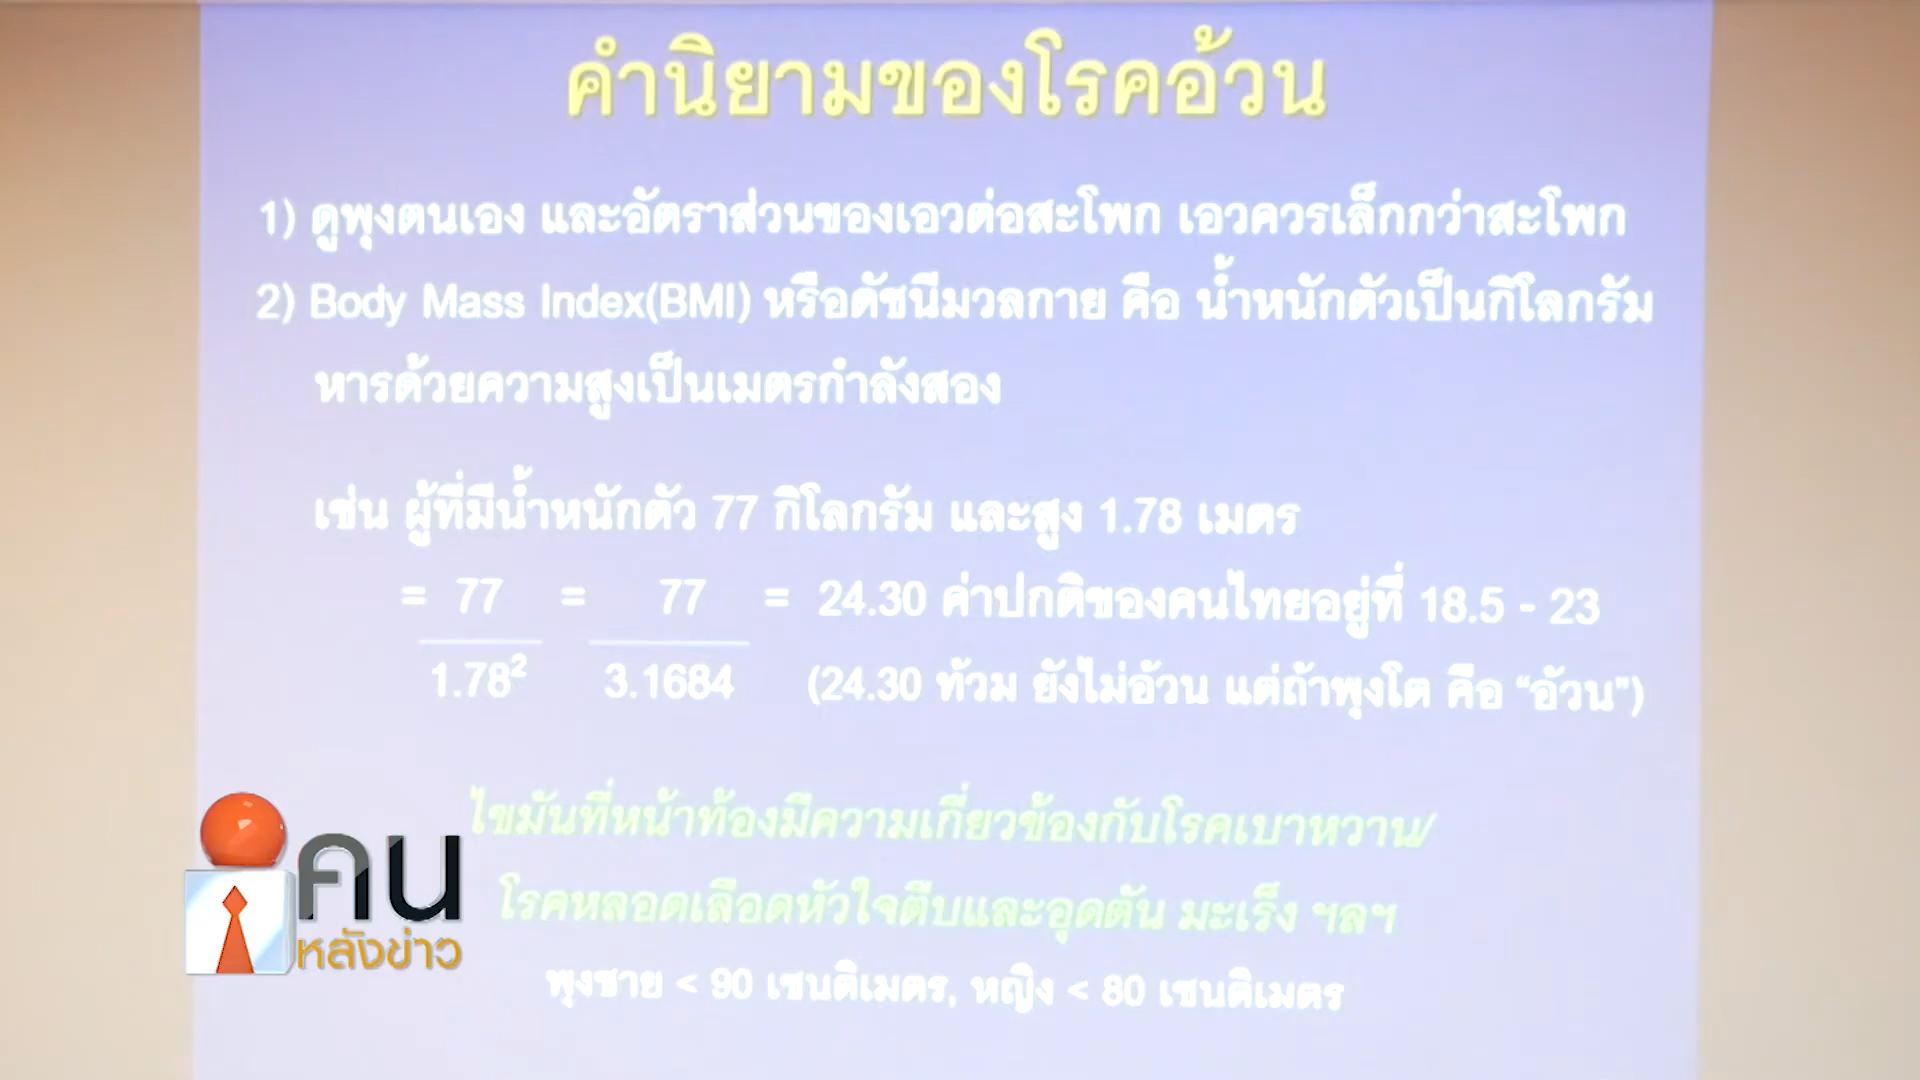 คำนิยามของโรคอ้วน
1) ดูพุงตนเอง และอัตราส่วนของเอวต่อสะโพก เอวควรเล็กกว่าสะโพก
2) Body Mass Index(BMI) หรือดัชนีมวลกาย คือ น้ำหนักตัวเป็นกิโลกรัม
หารด้วยความสูงเป็นเมตรกำลังสอง
เช่น ผู้ที่มีน้ำหนักตัว 77 กิโลกรัม และสูง 1.78 เมตร
= 77 = 77 = 24.30 ค่าปกติของคนไทยอยู่ที่ 18.5 - 23
1.78² 3.1684 (24.30 ท้วม ยังไม่อ้วน แต่ถ้าพุงโต คือ “อ้วน”)
ไขมันที่หน้าท้องมีความเกี่ยวข้องกับโรคเบาหวาน/
โรคหลอดเลือดหัวใจตีบและอุดตัน มะเร็ง ฯลฯ
พุงชาย < 90 เซนติเมตร, หญิง < 80 เซนติเมตร
คน
หลังข่าว